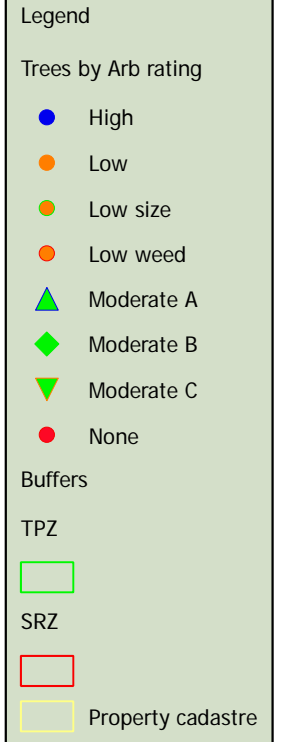 Legend
Trees by Arb rating
High
Low
Low size
Low weed
Moderate A
Moderate B
Moderate C
None
Buffers
TPZ
SRZ
Property cadastre